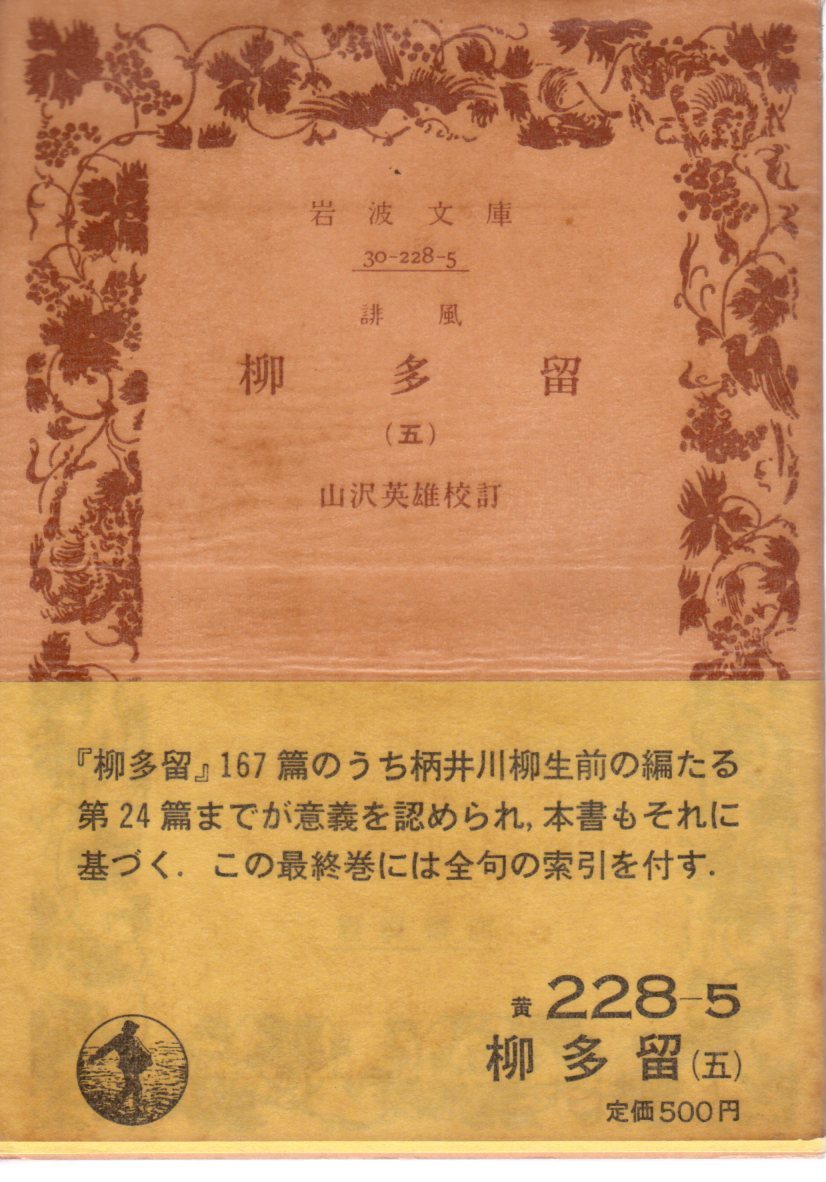 岩波文庫
30-228-5
誹風
柳多留
(五)
山沢英雄校訂
『柳多留』167篇のうち柄井川柳生前の編たる
第24篇までが意義を認められ,本書もそれに
基づく.この最終巻には全句の索引を付す.
黄 228-5
柳多留(五)
定価500円